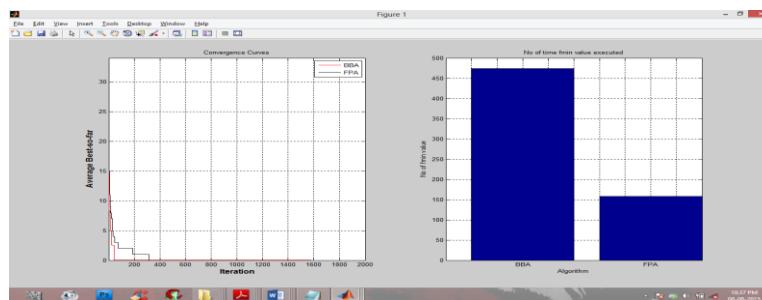 Figure 1
File Edit View Insert Tools Desktop Window Help
Convergence Curves
BBA
FPA
30
25
20
15
10
5
0
Average Best-so-far
200 400 600 800 1000 1200 1400 1600 1800 2000
Iteration
No of time fmin value executed
500
450
400
350
300
250
200
150
100
50
0
No of fmin value
BBA FPA
Algorithm
10:37 PM